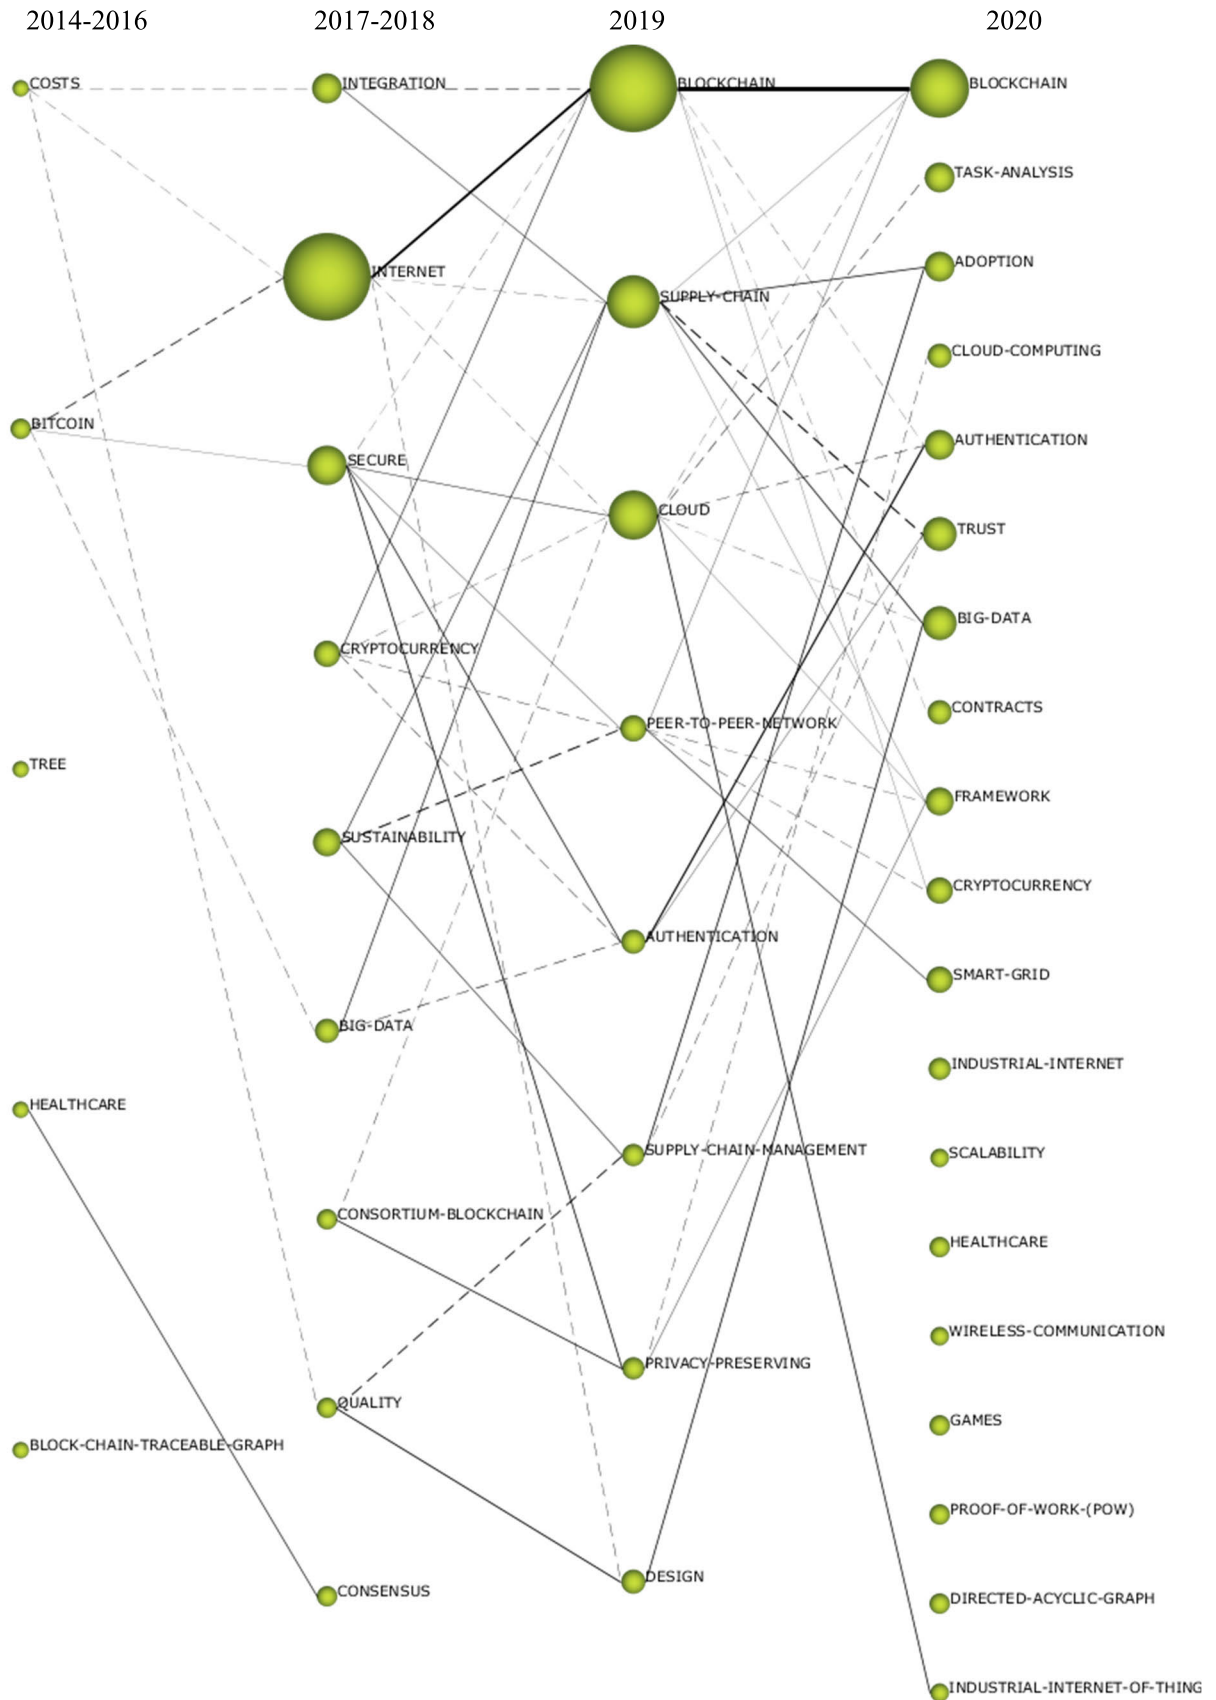 2014-2016
2017-2018
2019
2020
COSTS
BITCOIN
TREE
HEALTHCARE
BLOCK-CHAIN-TRACEABLE-GRAPH
INTEGRATION
INTERNET
SECURE
CRYPTOCURRENCY
SUSTAINABILITY
BIG-DATA
CONSORTIUM-BLOCKCHAIN
QUALITY
CONSENSUS
BLOCKCHAIN
SUPPLY-CHAIN
CLOUD
PEER-TO-PEER-NETWORK
AUTHENTICATION
SUPPLY-CHAIN-MANAGEMENT
PRIVACY-PRESERVING
DESIGN
BLOCKCHAIN
TASK-ANALYSIS
ADOPTION
CLOUD-COMPUTING
AUTHENTICATION
TRUST
BIG-DATA
CONTRACTS
FRAMEWORK
CRYPTOCURRENCY
SMART-GRID
INDUSTRIAL-INTERNET
SCALABILITY
HEALTHCARE
WIRELESS-COMMUNICATION
GAMES
PROOF-OF-WORK-(POW)
DIRECTED-ACYCLIC-GRAPH
INDUSTRIAL-INTERNET-OF-THING